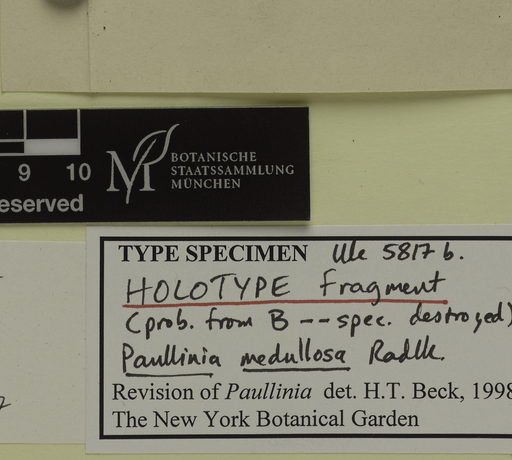 9 10
eserved
M
BOTANISCHE
STAATSSAMMLUNG
MÜNCHEN
TYPE SPECIMEN Ule 5817 b.
HOLOTYPE Fragment
(prob. from B -- spec. destroyed)
Paullinia medullosa Radlk.
Revision of Paullinia det. H.T. Beck, 1998
The New York Botanical Garden